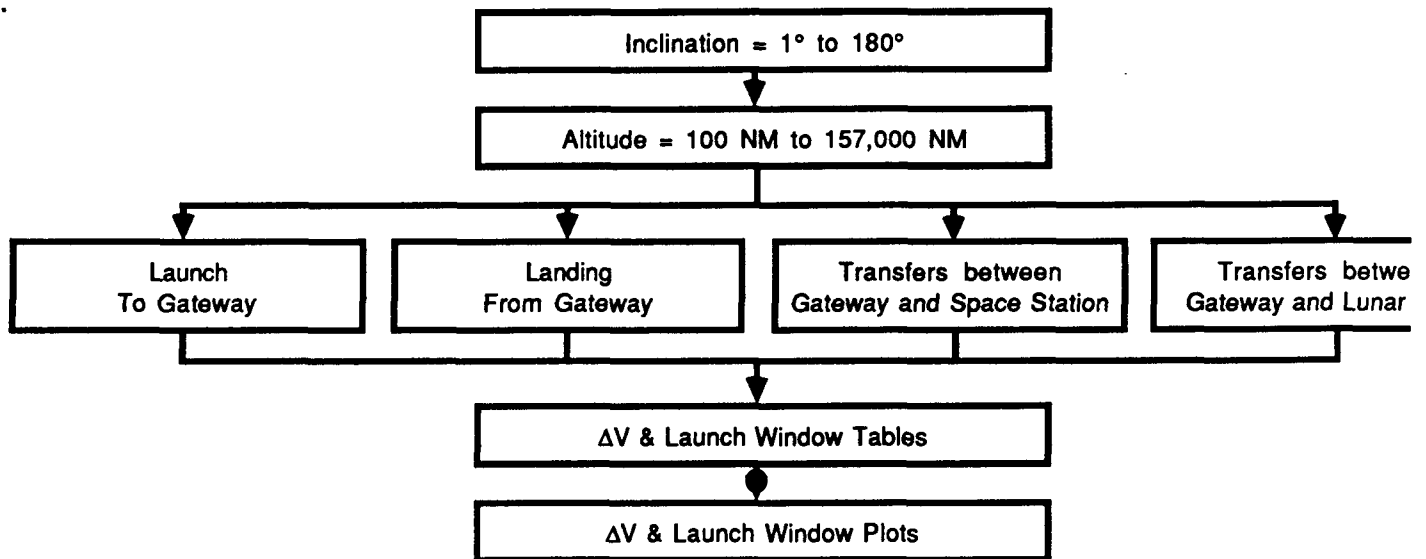 Inclination = 1° to 180°
Altitude = 100 NM to 157,000 NM
Launch
To Gateway
Landing
From Gateway
Transfers between
Gateway and Space Station
Transfers betwe
Gateway and Lunar
ΔV & Launch Window Tables
ΔV & Launch Window Plots